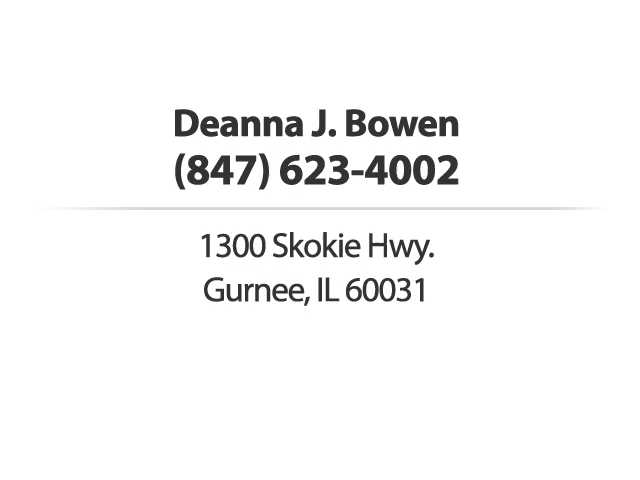 Deanna J. Bowen
(847) 623-4002
1300 Skokie Hwy.
Gurnee, IL 60031